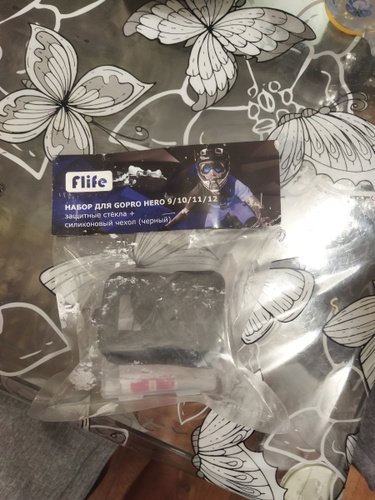 Flife
НАБОР ДЛЯ GOPRO HERO 9/10/11/12
защитные стёкла +
силиконовый чехол (черный)